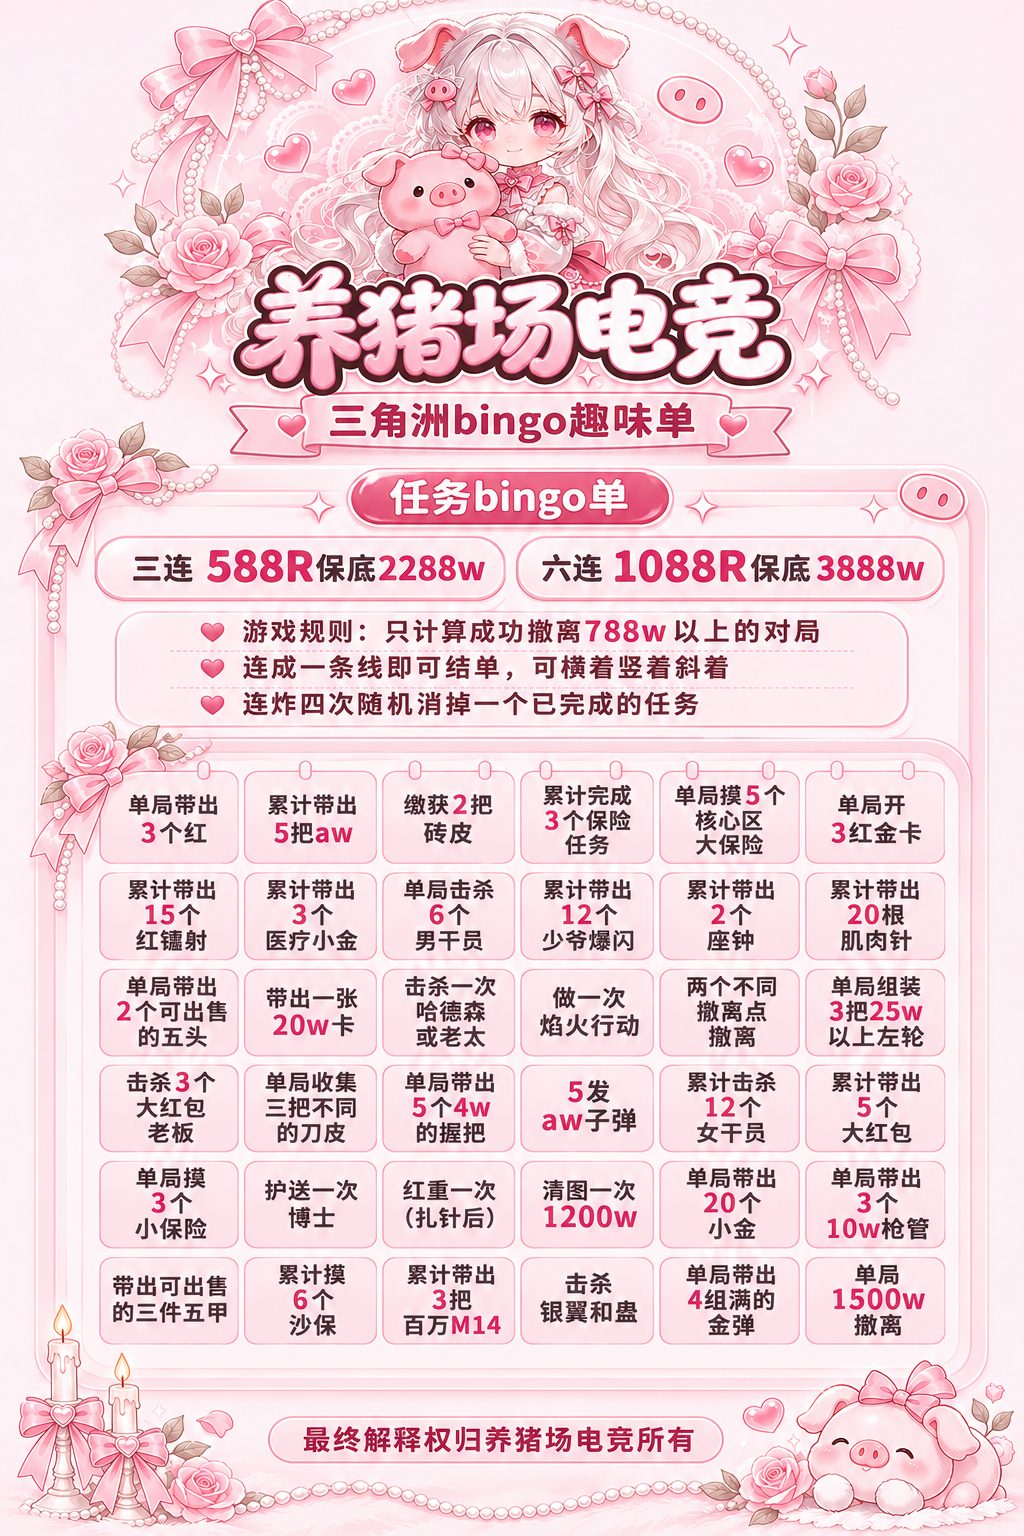 养猪场电竞
三角洲bingo趣味单
任务bingo单
三连 588R保底2288w
六连 1088R保底3888w
游戏规则：只计算成功撤离788w以上的对局
连成一条线即可结单，可横着竖着斜着
连炸四次随机消掉一个已完成的任务
单局带出
3个红
累计带出
5把aw
缴获2把
砖皮
累计完成
3个保险
任务
单局摸5个
核心区
大保险
单局开
3红金卡
累计带出
15个
红镭射
累计带出
3个
医疗小金
单局击杀
6个
男干员
累计带出
12个
少爷爆闪
累计带出
2个
座钟
累计带出
20根
肌肉针
单局带出
2个可出售
的五头
带出一张
20w卡
击杀一次
哈德森
或老太
做一次
焰火行动
两个不同
撤离点
撤离
单局组装
3把25w
以上左轮
击杀3个
大红包
老板
单局收集
三把不同
的刀皮
单局带出
5个4w
的握把
5发
aw子弹
累计击杀
12个
女干员
累计带出
5个
大红包
单局摸
3个
小保险
护送一次
博士
红重一次
（扎针后）
清图一次
1200w
单局带出
20个
小金
单局带出
3个
10w枪管
带出可出售
的三件五甲
累计摸
6个
沙保
累计带出
3把
百万M14
击杀
银翼和蛊
单局带出
4组满的
金弹
单局
1500w
撤离
最终解释权归养猪场电竞所有